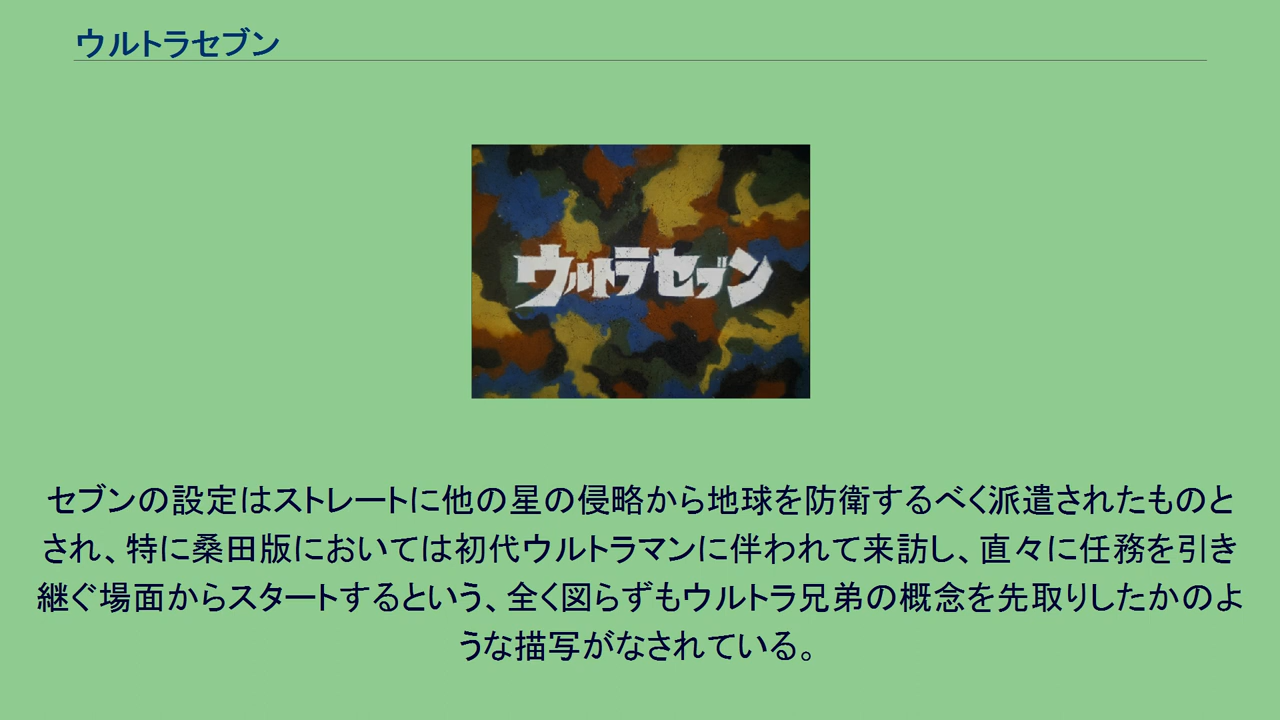 ウルトラセブン
ウルトラセブン
セブンの設定はストレートに他の星の侵略から地球を防衛するべく派遣されたものと
され、特に桑田版においては初代ウルトラマンに伴われて来訪し、直々に任務を引き
継ぐ場面からスタートするという、全く図らずもウルトラ兄弟の概念を先取りしたかのよ
うな描写がなされている。